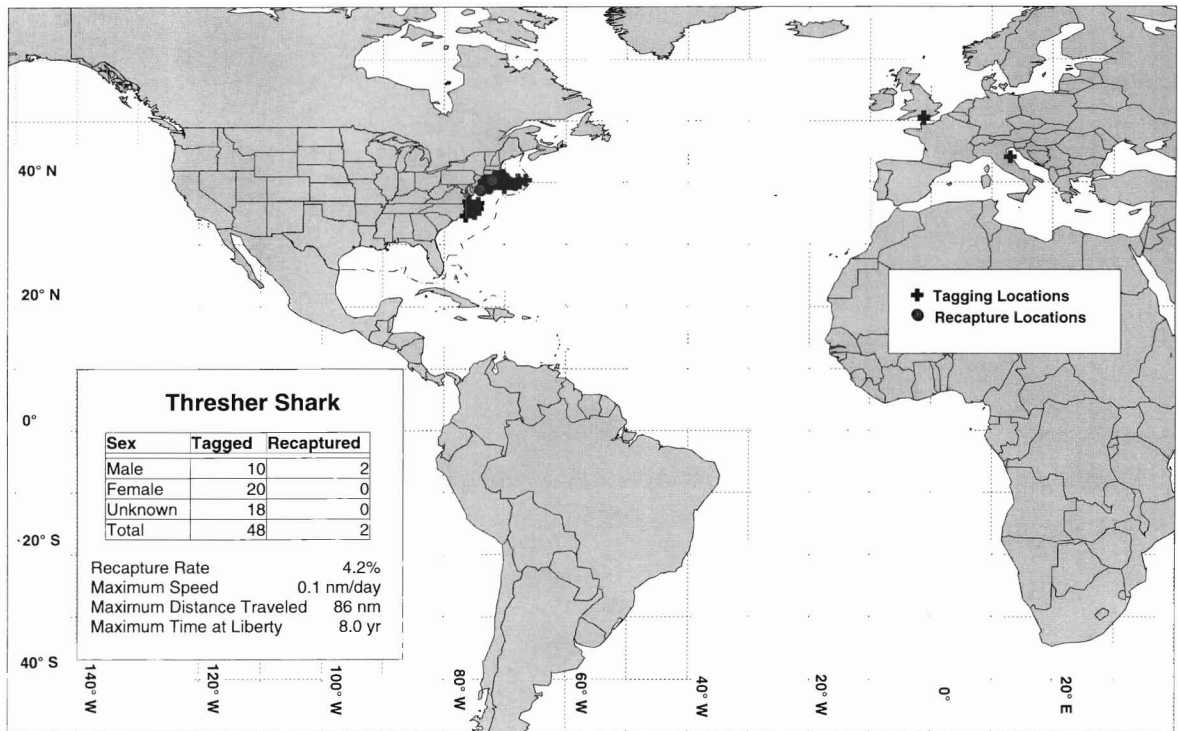 40° N
20° N
0°
20° S
40° S
Tagging Locations
Recapture Locations
Thresher Shark
Sex Tagged Recaptured
Male 10 2
Female 20 0
Unknown 18 0
Total 48 2
Recapture Rate 4.2%
Maximum Speed 0.1 nm/day
Maximum Distance Traveled 86 nm
Maximum Time at Liberty 8.0 yr
140° W
120° W
100° W
80° W
60° W
40° W
20° W
0°
20° E